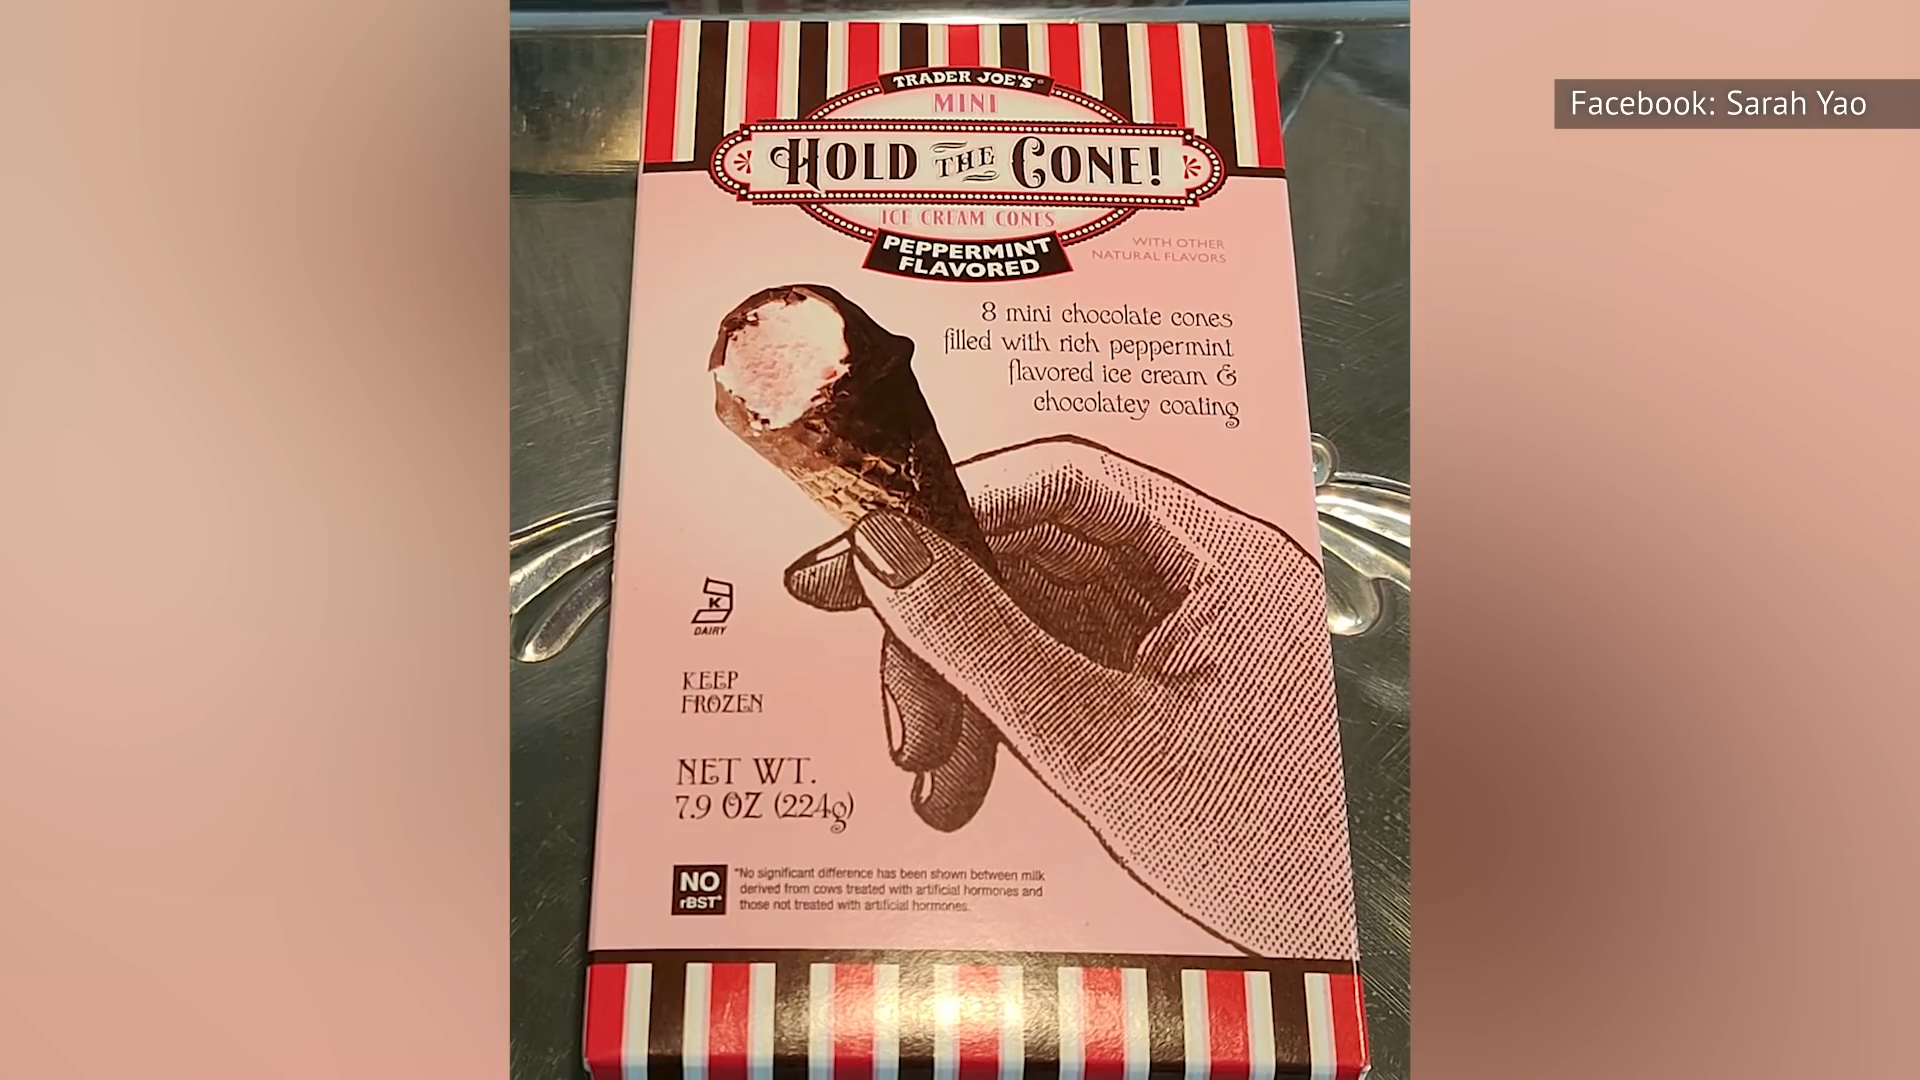 Facebook: Sarah Yao
TRADER JOE'S
MINI
HOLD THE CONE!
ICE CREAM CONES
PEPPERMINT
FLAVORED
WITH OTHER
NATURAL FLAVORS
8 mini chocolate cones
filled with rich peppermint
flavored ice cream &
chocolatey coating
K
DAIRY
KEEP
FROZEN
NET WT.
7.9 OZ (224g)
NO
rBST*
*No significant difference has been shown between milk
derived from cows treated with artificial hormones and
those not treated with artificial hormones.